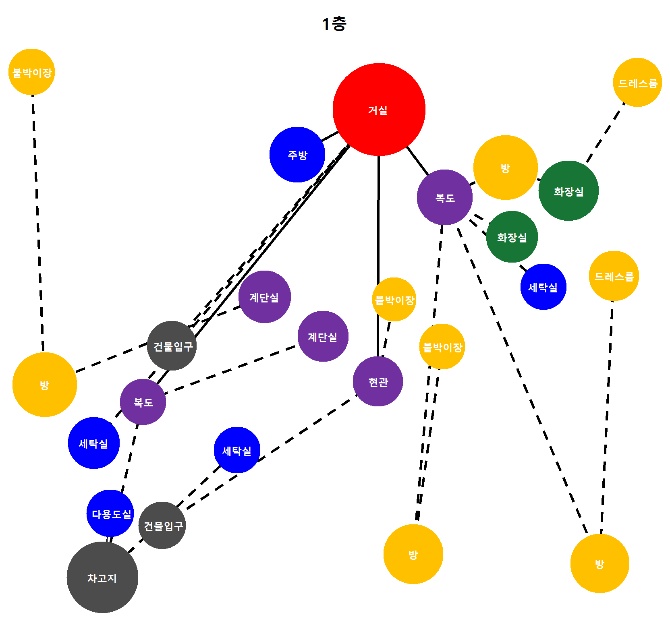 1층
붙박이장
드레스룸
거실
주방
방
화장실
복도
화장실
드레스룸
세탁실
계단실
붙박이장
계단실
건물입구
붙박이장
방
현관
복도
세탁실
세탁실
다용도실
건물입구
방
방
차고지